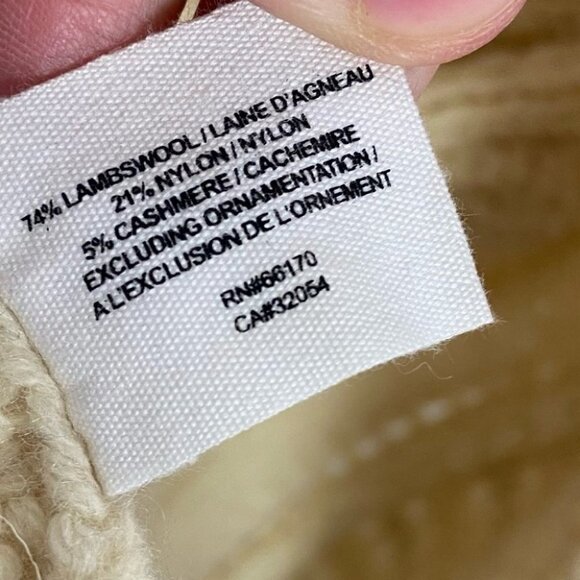 74% LAMBSWOOL / LAINE D'AGNEAU
21% NYLON / NYLON
5% CASHMERE / CACHEMIRE
EXCLUDING ORNAMENTATION /
A L'EXCLUSION DE L'ORNEMENT
RN#66170
CA#32054